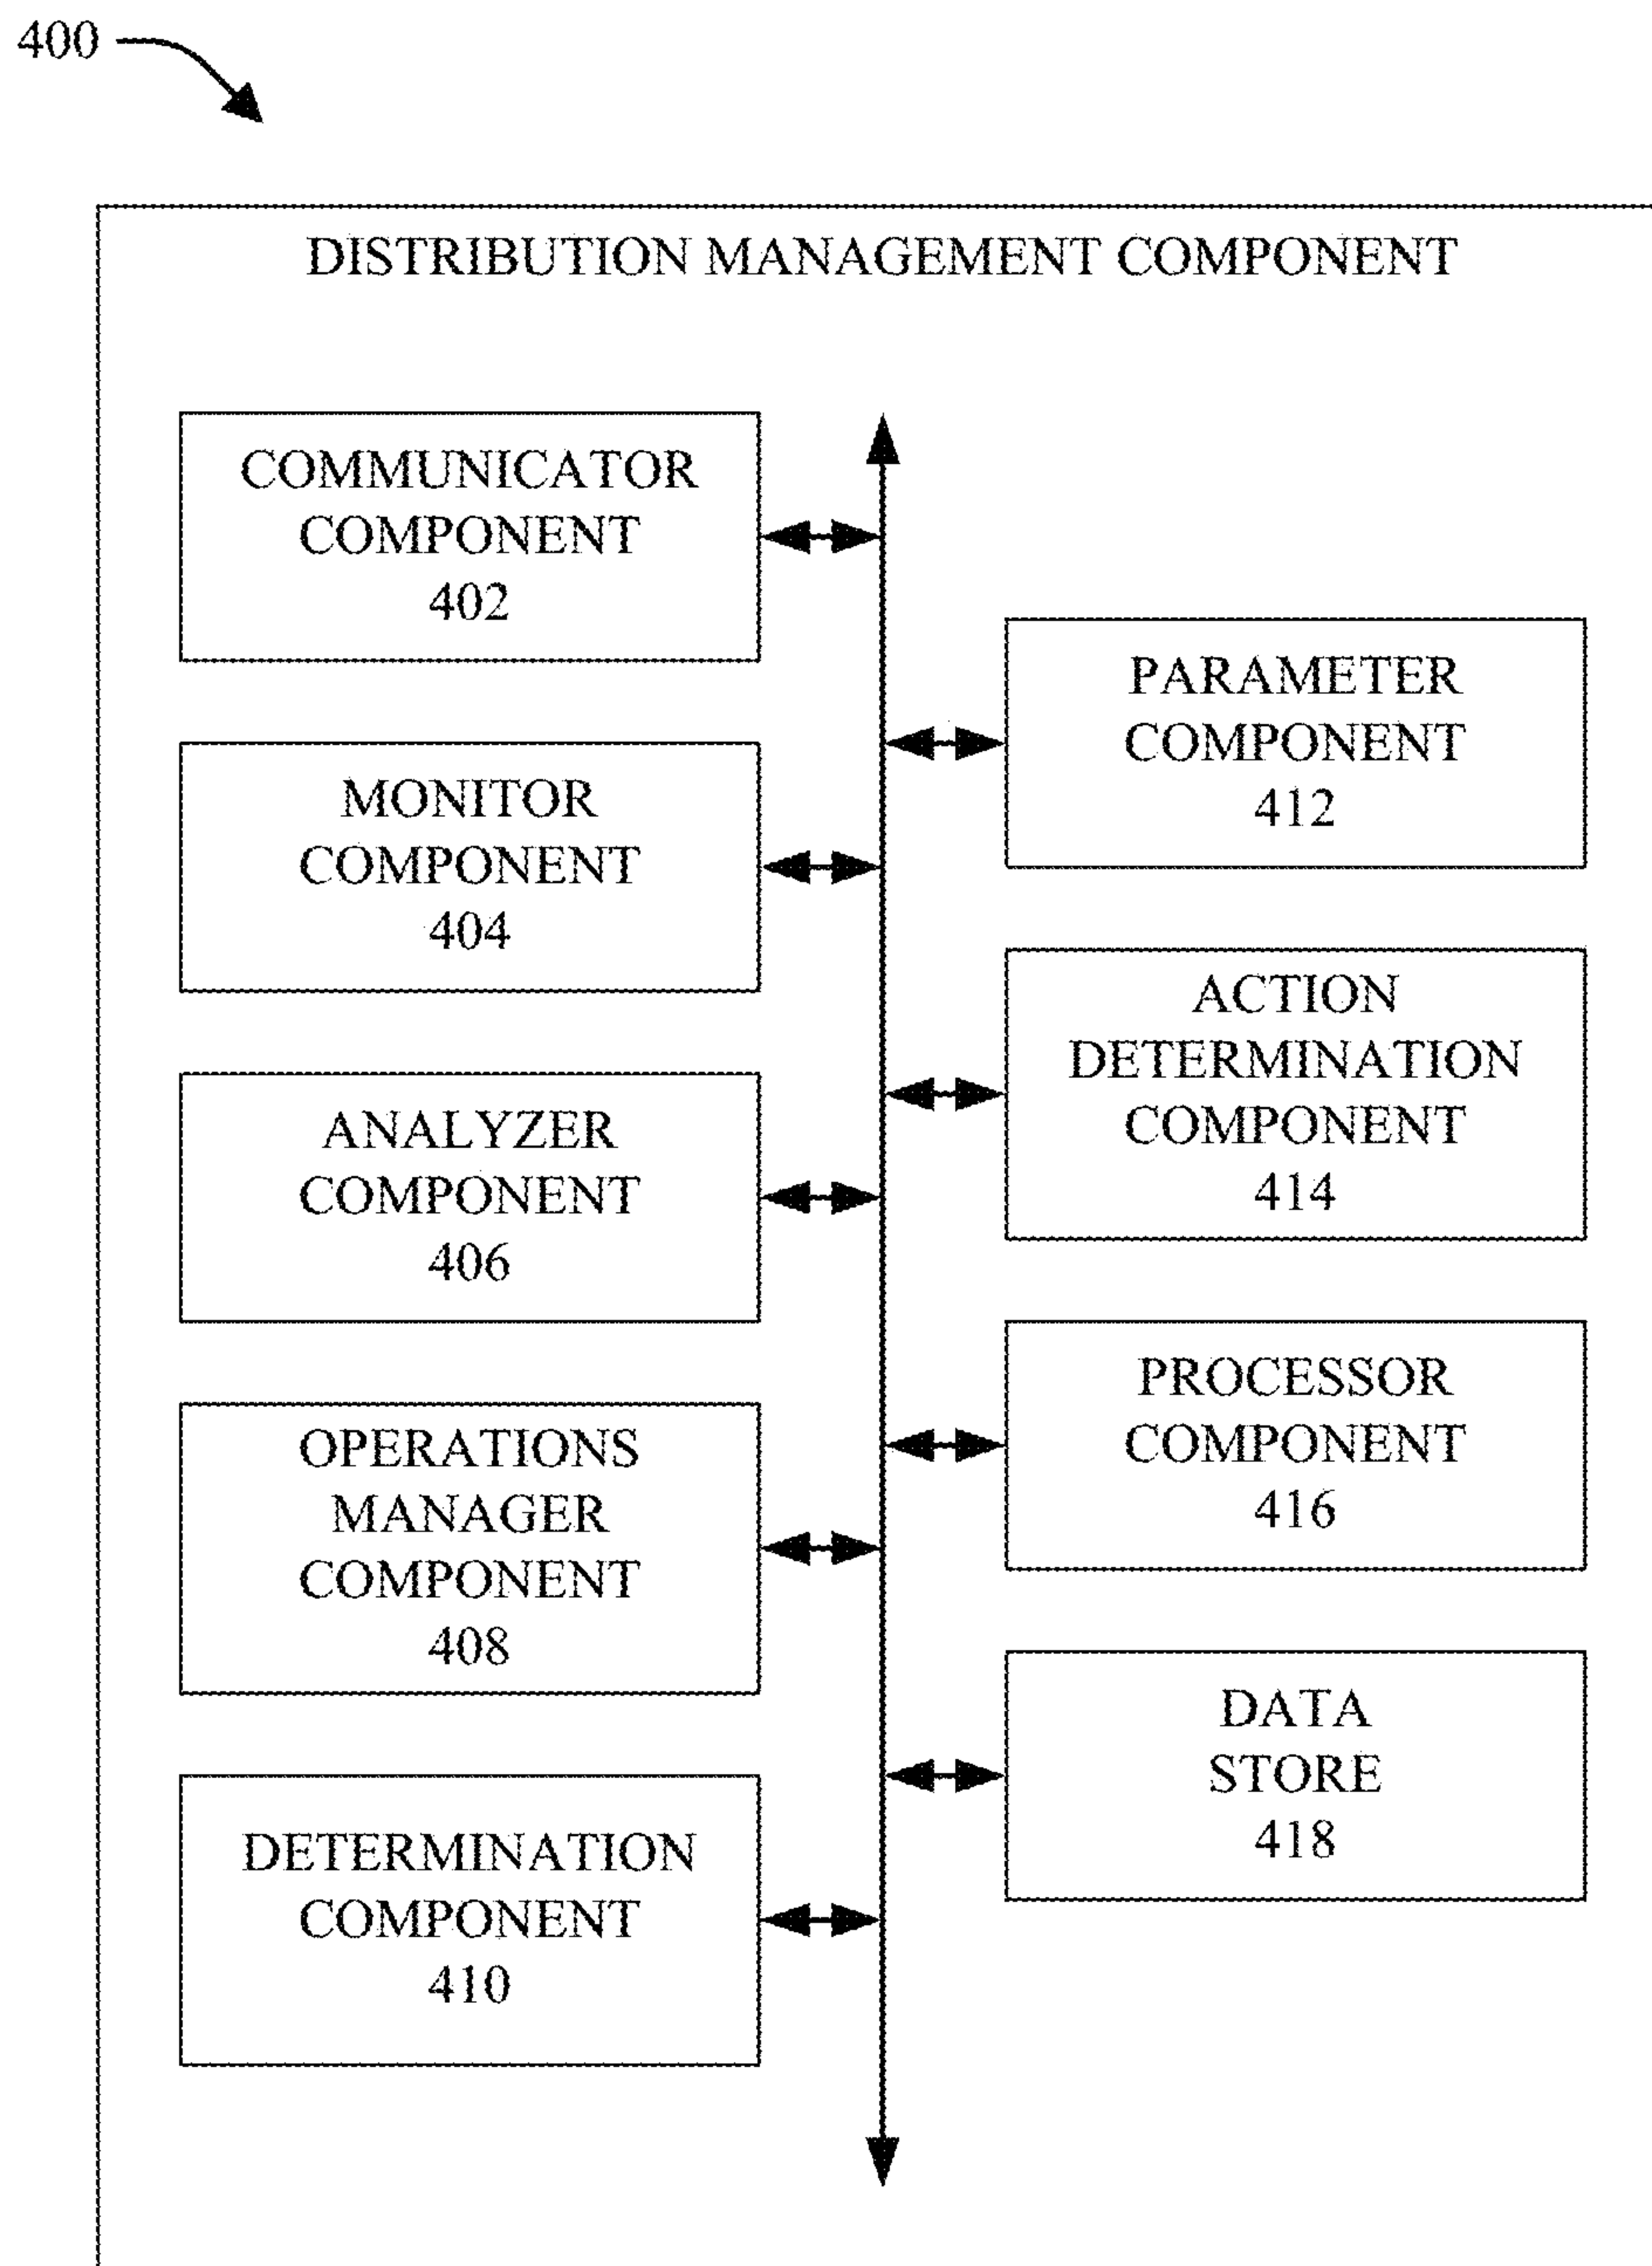 400
DISTRIBUTION MANAGEMENT COMPONENT
COMMUNICATOR
COMPONENT
402
MONITOR
COMPONENT
404
ANALYZER
COMPONENT
406
OPERATIONS
MANAGER
COMPONENT
408
DETERMINATION
COMPONENT
410
PARAMETER
COMPONENT
412
ACTION
DETERMINATION
COMPONENT
414
PROCESSOR
COMPONENT
416
DATA
STORE
418